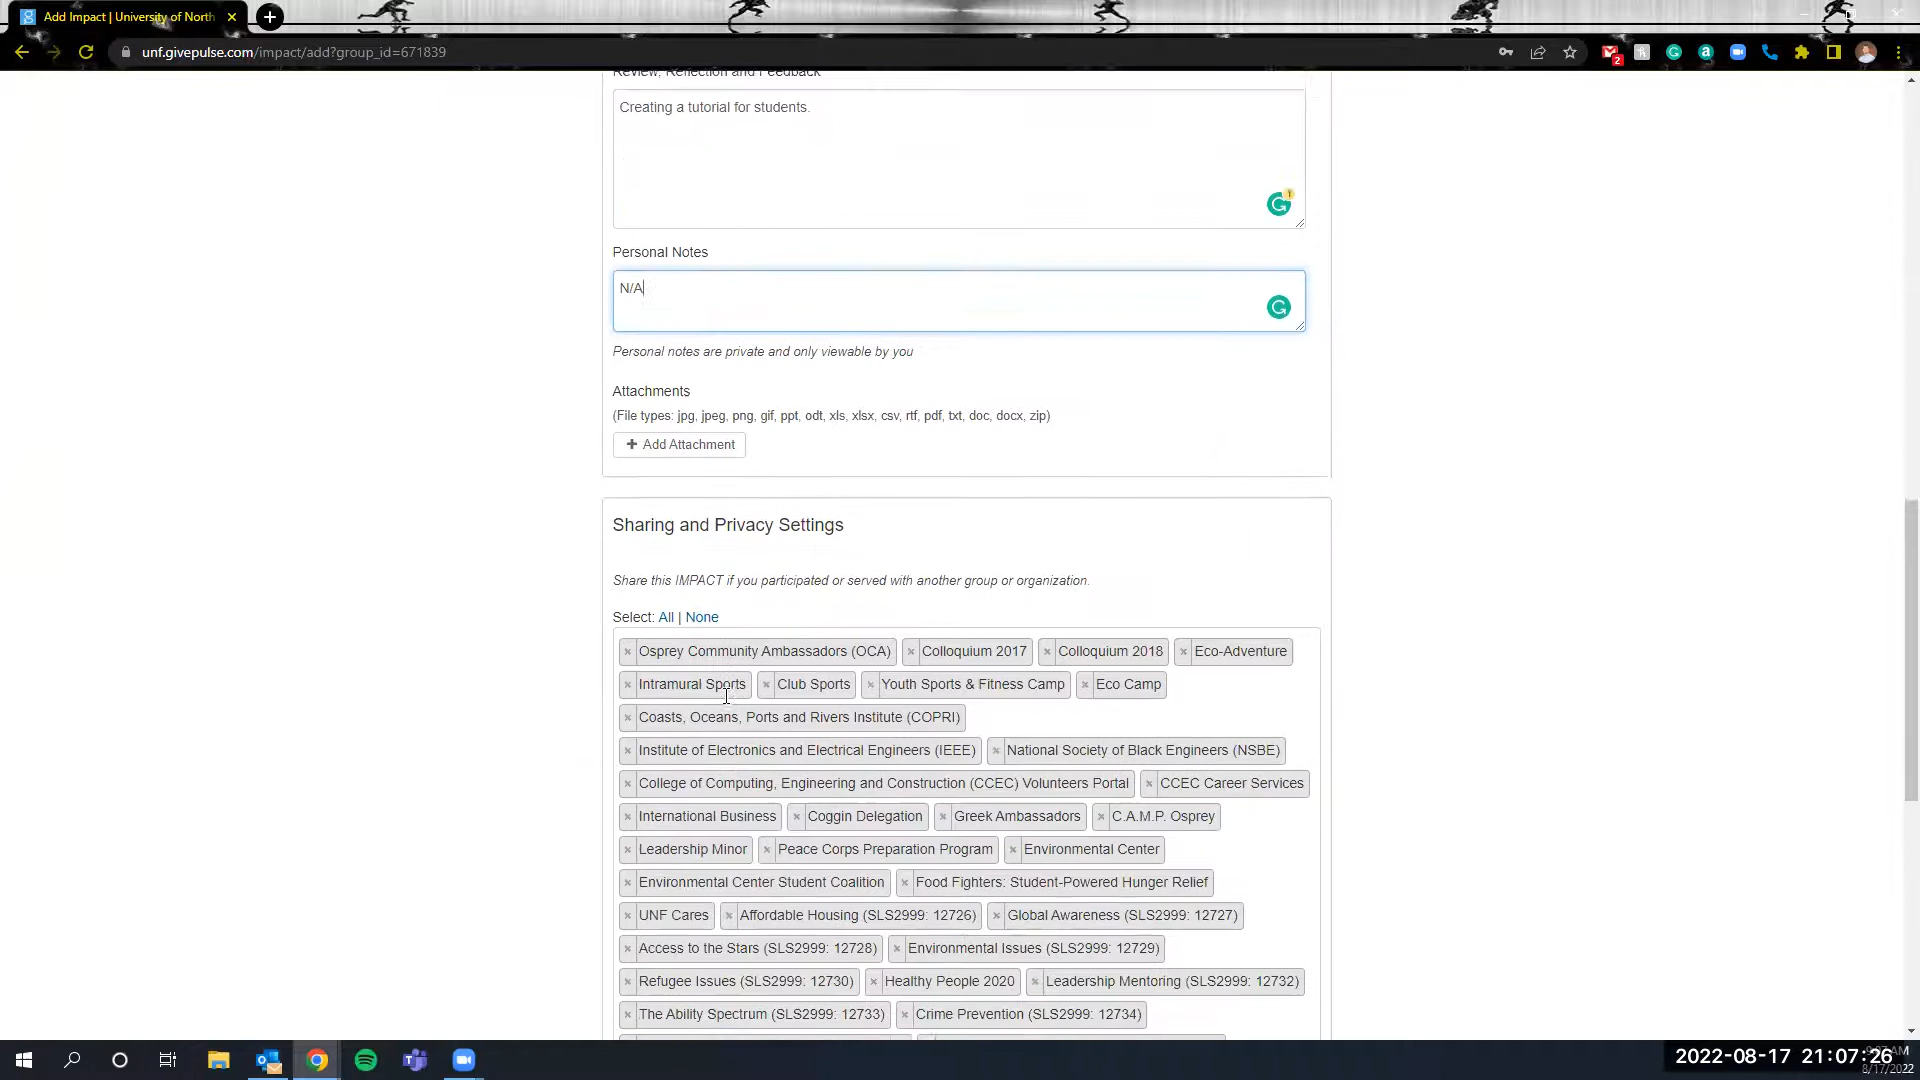 Add Impact | University of North
unf.givepulse.com/impact/add?group_id=671839
2
Review, Reflection and Feedback
Creating a tutorial for students.
1
Personal Notes
N/A
Personal notes are private and only viewable by you
Attachments
(File types: jpg, jpeg, png, gif, ppt, odt, xls, xlsx, csv, rtf, pdf, txt, doc, docx, zip)
+ Add Attachment
Sharing and Privacy Settings
Share this IMPACT if you participated or served with another group or organization.
Select: All | None
× Osprey Community Ambassadors (OCA) × Colloquium 2017 × Colloquium 2018 × Eco-Adventure
× Intramural Sports × Club Sports × Youth Sports & Fitness Camp × Eco Camp
× Coasts, Oceans, Ports and Rivers Institute (COPRI)
× Institute of Electronics and Electrical Engineers (IEEE) × National Society of Black Engineers (NSBE)
× College of Computing, Engineering and Construction (CCEC) Volunteers Portal × CCEC Career Services
× International Business × Coggin Delegation × Greek Ambassadors × C.A.M.P. Osprey
× Leadership Minor × Peace Corps Preparation Program × Environmental Center
× Environmental Center Student Coalition × Food Fighters: Student-Powered Hunger Relief
× UNF Cares × Affordable Housing (SLS2999: 12726) × Global Awareness (SLS2999: 12727)
× Access to the Stars (SLS2999: 12728) × Environmental Issues (SLS2999: 12729)
× Refugee Issues (SLS2999: 12730) × Healthy People 2020 × Leadership Mentoring (SLS2999: 12732)
× The Ability Spectrum (SLS2999: 12733) × Crime Prevention (SLS2999: 12734)
2022-08-17 21:07:26
8/17/2022